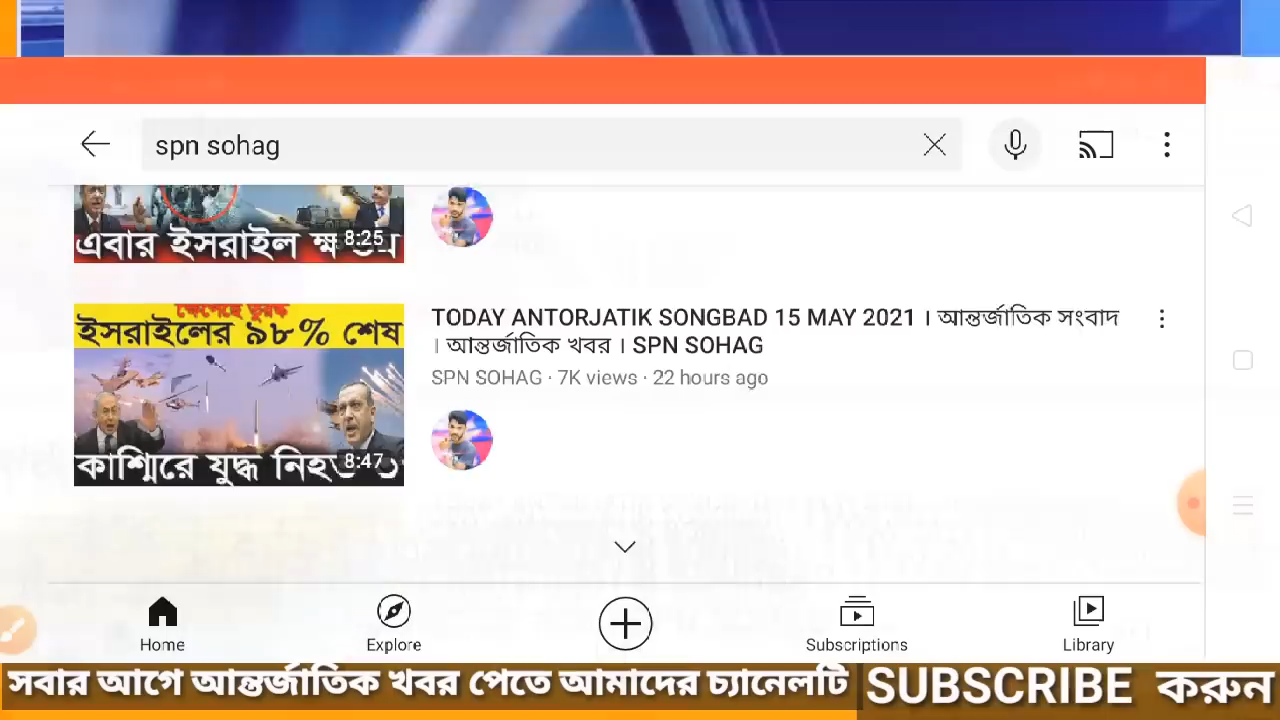 spn sohag
এবার ইসরাইল
8:25
ক্ষেপেছে তুরস্ক
ইসরাইলের ৯৮% শেষ
কাশ্মিরে যুদ্ধ
8:47
TODAY ANTORJATIK SONGBAD 15 MAY 2021 । আন্তর্জাতিক সংবাদ
। আন্তর্জাতিক খবর । SPN SOHAG
SPN SOHAG · 7K views · 22 hours ago
Home
Explore
Subscriptions
Library
সবার আগে আন্তর্জাতিক খবর পেতে আমাদের চ্যানেলটি SUBSCRIBE করুন